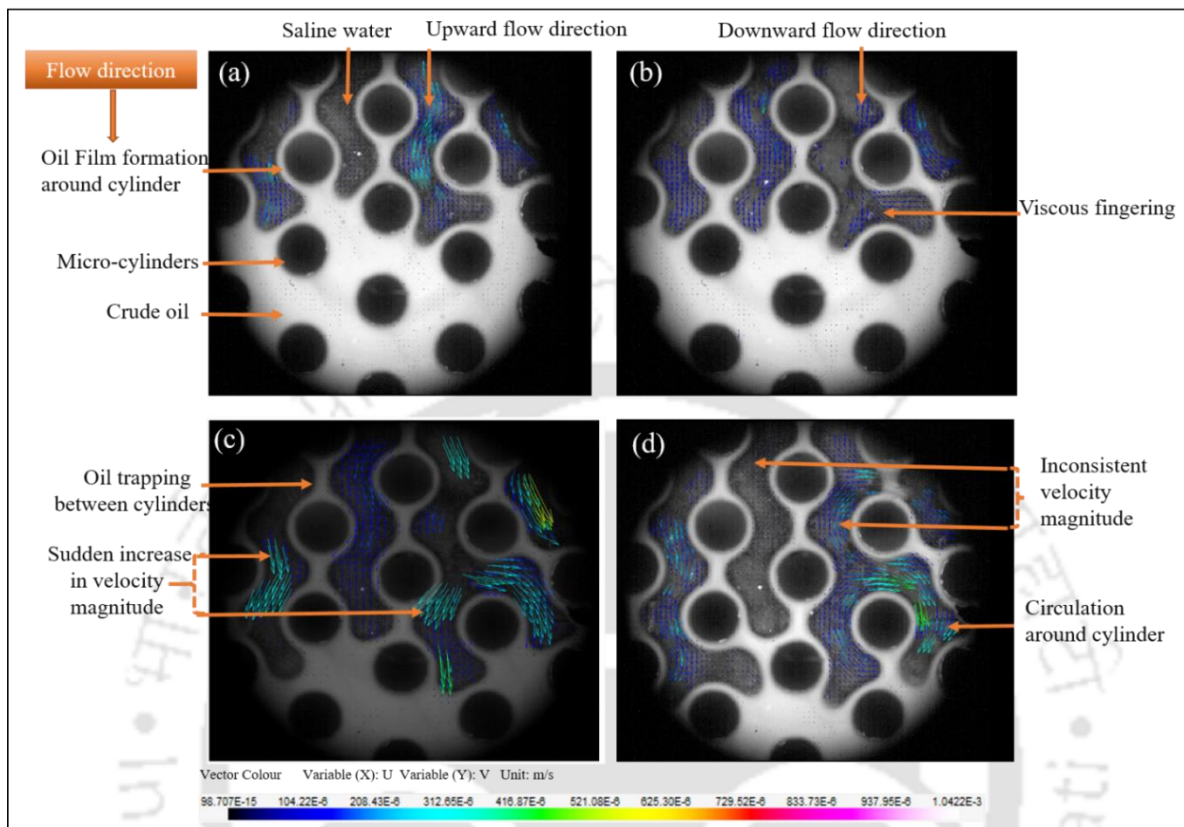 Saline water
Upward flow direction
Downward flow direction
Flow direction
(a)
(b)
Oil Film formation
around cylinder
Viscous fingering
Micro-cylinders
Crude oil
(c)
(d)
Oil trapping
between cylinders
Inconsistent
velocity
magnitude
Sudden increase
in velocity
magnitude
Circulation
around cylinder
Vector Colour Variable (X): U Variable (Y): V Unit: m/s
98.707E-15 104.22E-6 208.43E-6 312.65E-6 416.87E-6 521.08E-6 625.30E-6 729.52E-6 833.73E-6 937.95E-6 1.0422E-3